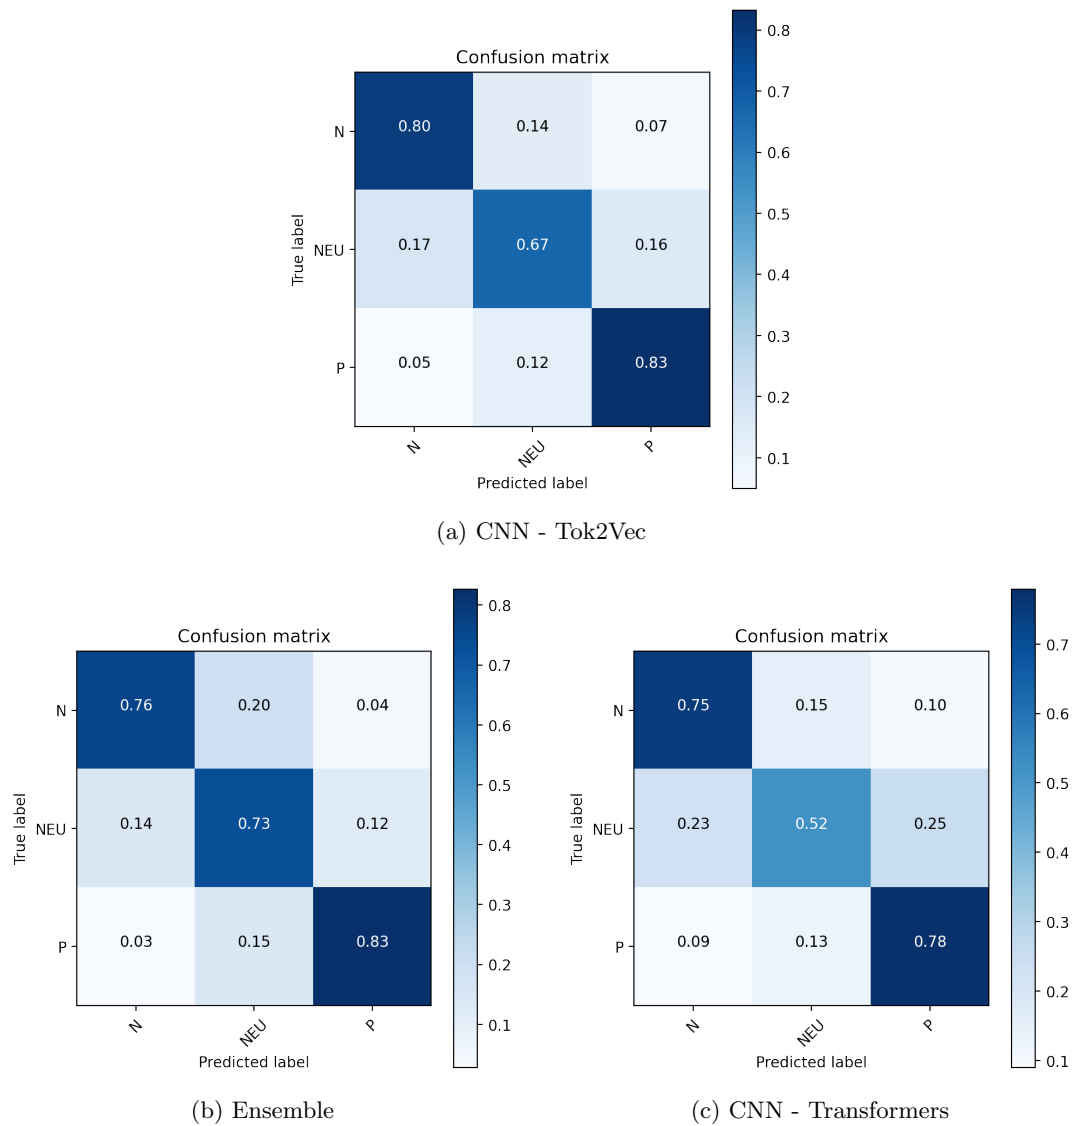 Confusion matrix
0.80 0.14 0.07
0.17 0.67 0.16
0.05 0.12 0.83
N
NEU
P
True label
N NEU P
Predicted label
0.8
0.7
0.6
0.5
0.4
0.3
0.2
0.1
(a) CNN - Tok2Vec
Confusion matrix
0.76 0.20 0.04
0.14 0.73 0.12
0.03 0.15 0.83
N
NEU
P
True label
N NEU P
Predicted label
0.8
0.7
0.6
0.5
0.4
0.3
0.2
0.1
(b) Ensemble
Confusion matrix
0.75 0.15 0.10
0.23 0.52 0.25
0.09 0.13 0.78
N
NEU
P
True label
N NEU P
Predicted label
0.7
0.6
0.5
0.4
0.3
0.2
0.1
(c) CNN - Transformers